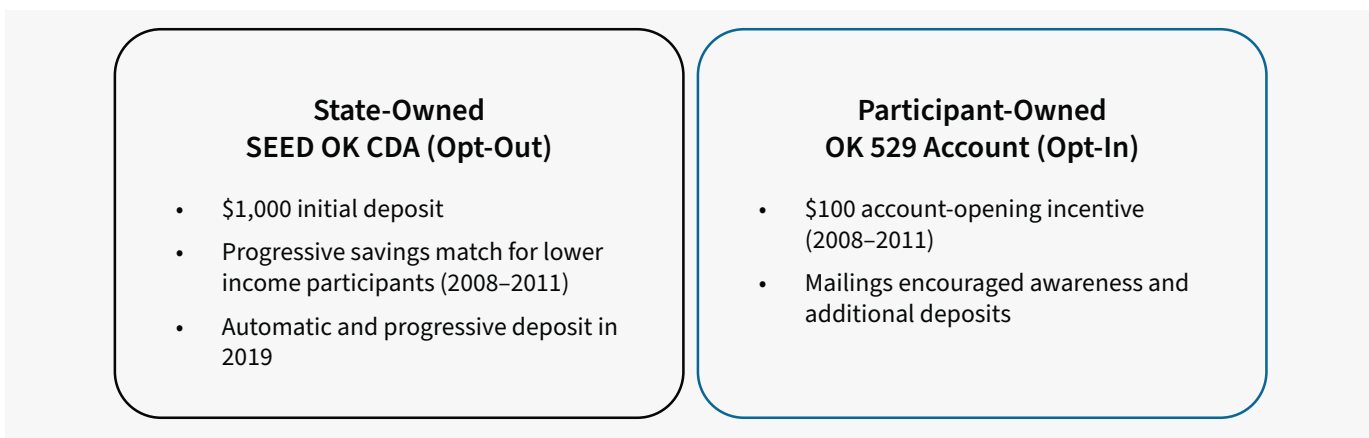 State-Owned
SEED OK CDA (Opt-Out)
• $1,000 initial deposit
• Progressive savings match for lower
income participants (2008–2011)
• Automatic and progressive deposit in
2019
Participant-Owned
OK 529 Account (Opt-In)
• $100 account-opening incentive
(2008–2011)
• Mailings encouraged awareness and
additional deposits